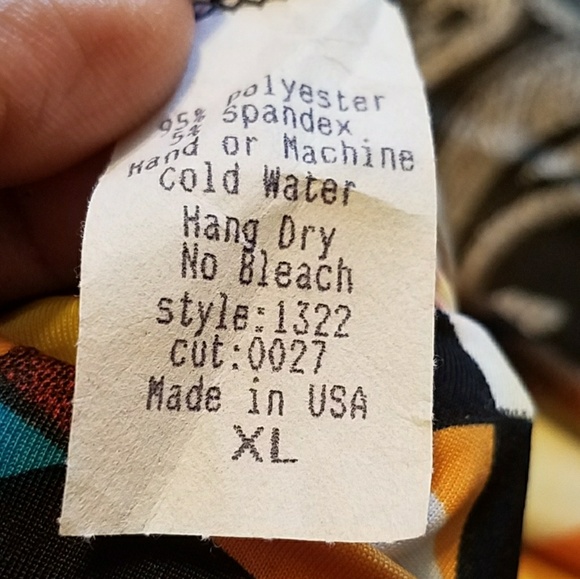 95% polyester
5% spandex
Hand or Machine
Cold Water
Hang Dry
No Bleach
style:1322
cut:0027
Made in USA
XL